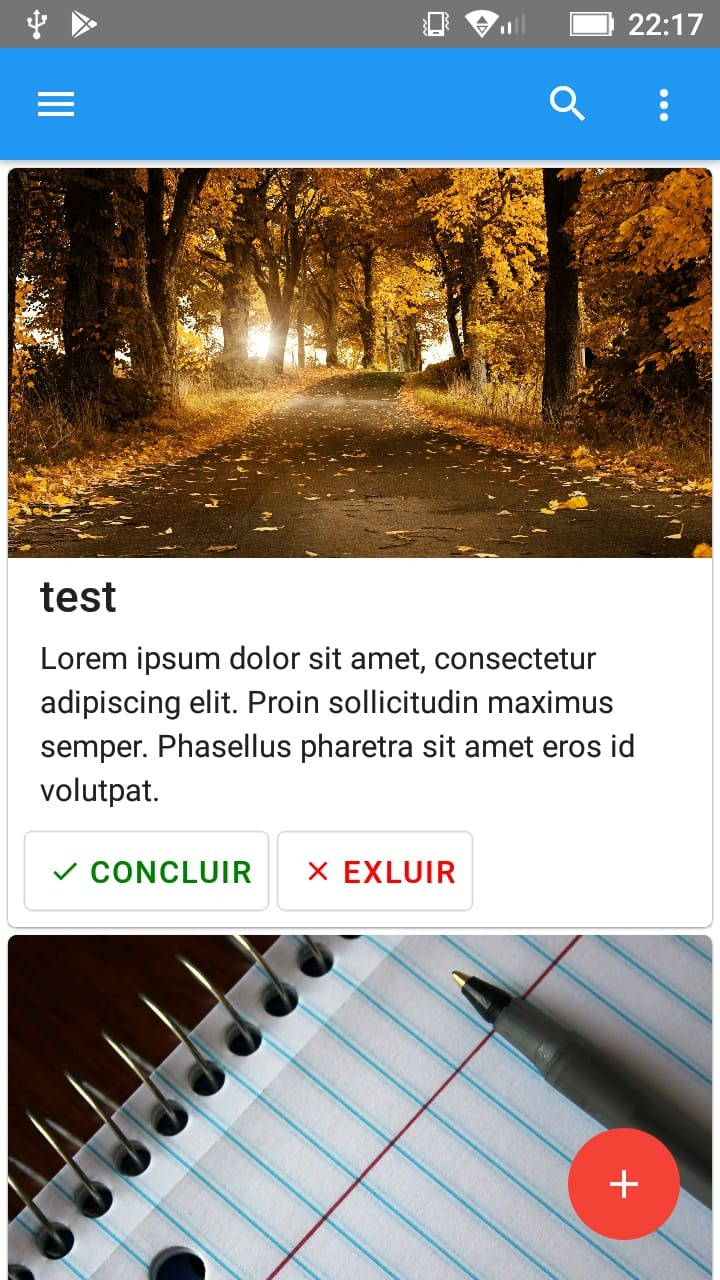 22:17
test
Lorem ipsum dolor sit amet, consectetur
adipiscing elit. Proin sollicitudin maximus
semper. Phasellus pharetra sit amet eros id
volutpat.
CONCLUIR EXLUIR